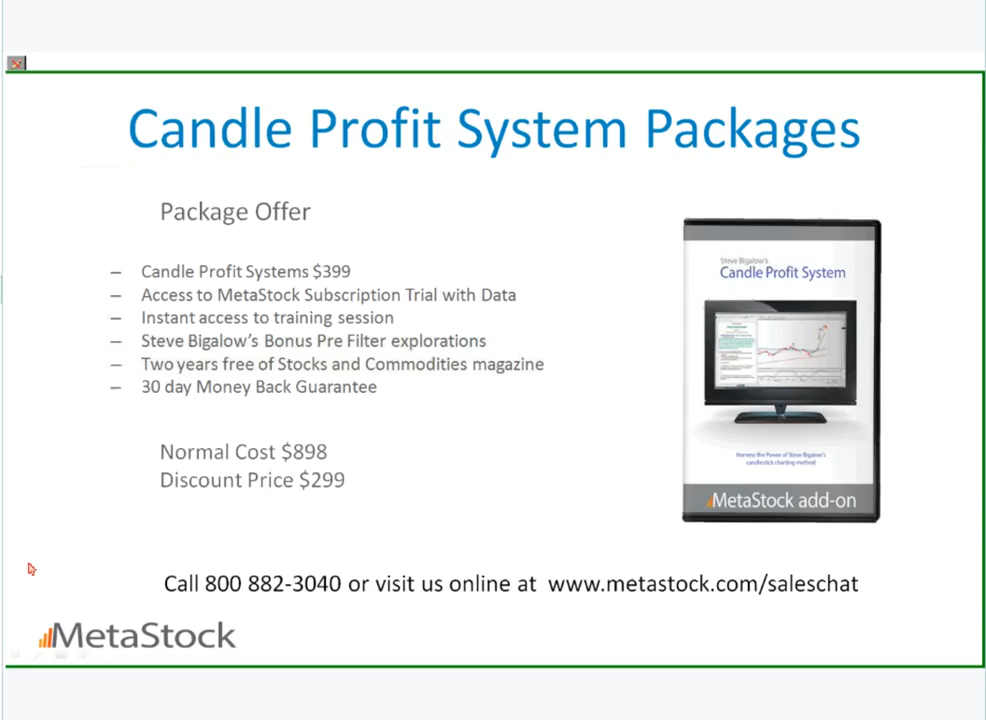 Candle Profit System Packages
Package Offer
– Candle Profit Systems $399
– Access to MetaStock Subscription Trial with Data
– Instant access to training session
– Steve Bigalow's Bonus Pre Filter explorations
– Two years free of Stocks and Commodities magazine
– 30 day Money Back Guarantee
Normal Cost $898
Discount Price $299
Steve Bigalow's
Candle Profit System
Harness the Power of Steve Bigalow's
candlestick charting method
MetaStock add-on
Call 800 882-3040 or visit us online at www.metastock.com/saleschat
MetaStock